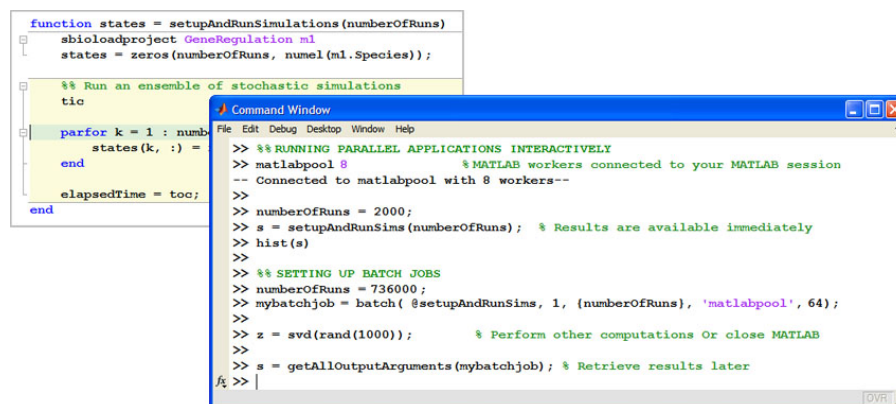 function states = setupAndRunSimulations(numberOfRuns)
sbioloadproject GeneRegulation m1
states = zeros(numberOfRuns, numel(m1.Species));
%% Run an ensemble of stochastic simulations
tic
parfor k = 1 : numbe
states(k, :) =
end
elapsedTime = toc;
end
Command Window
File Edit Debug Desktop Window Help
>> %%RUNNING PARALLEL APPLICATIONS INTERACTIVELY
>> matlabpool 8 %MATLAB workers connected to your MATLAB session
-- Connected to matlabpool with 8 workers--
>>
>> numberOfRuns = 2000;
>> s = setupAndRunSims(numberOfRuns); % Results are available immediately
>> hist(s)
>>
>> %% SETTING UP BATCH JOBS
>> numberOfRuns = 736000;
>> mybatchjob = batch( @setupAndRunSims, 1, {numberOfRuns}, 'matlabpool', 64);
>>
>> z = svd(rand(1000)); % Perform other computations Or close MATLAB
>>
>> s = getAllOutputArguments(mybatchjob); % Retrieve results later
fx >>
OVR